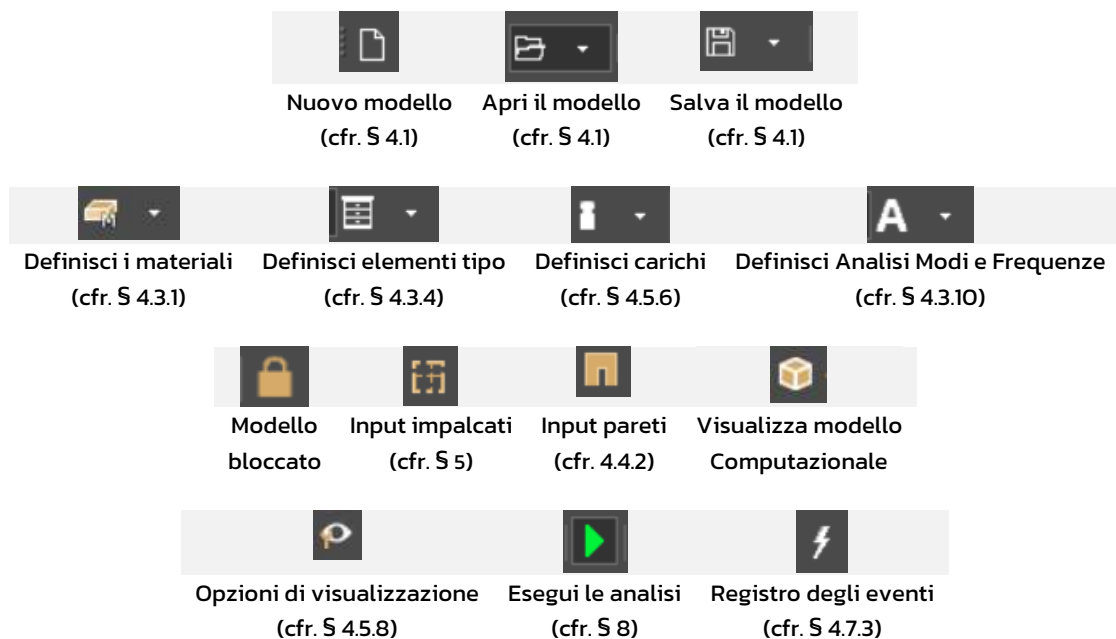 Nuovo modello Apri il modello Salva il modello
(cfr. § 4.1) (cfr. § 4.1) (cfr. § 4.1)
A
Definisci i materiali Definisci elementi tipo Definisci carichi Definisci Analisi Modi e Frequenze
(cfr. § 4.3.1) (cfr. § 4.3.4) (cfr. § 4.5.6) (cfr. § 4.3.10)
Modello Input impalcati Input pareti Visualizza modello
bloccato (cfr. § 5) (cfr. 4.4.2) Computazionale
Opzioni di visualizzazione Esegui le analisi Registro degli eventi
(cfr. § 4.5.8) (cfr. § 8) (cfr. § 4.7.3)